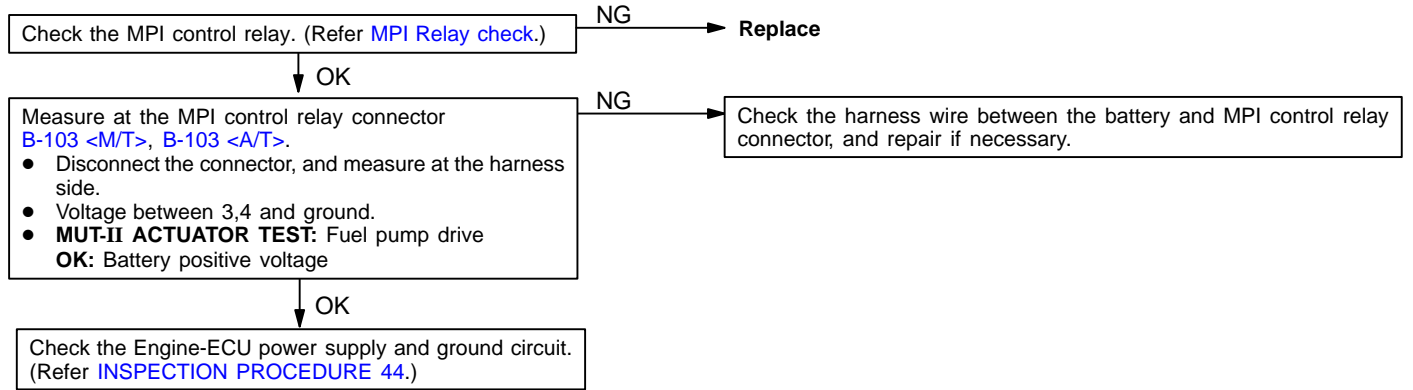 Check the MPI control relay. (Refer MPI Relay check.)
NG
Replace
OK
Measure at the MPI control relay connector
B-103 <M/T>, B-103 <A/T>.
● Disconnect the connector, and measure at the harness
side.
● Voltage between 3,4 and ground.
● MUT-II ACTUATOR TEST: Fuel pump drive
OK: Battery positive voltage
NG
Check the harness wire between the battery and MPI control relay
connector, and repair if necessary.
OK
Check the Engine-ECU power supply and ground circuit.
(Refer INSPECTION PROCEDURE 44.)